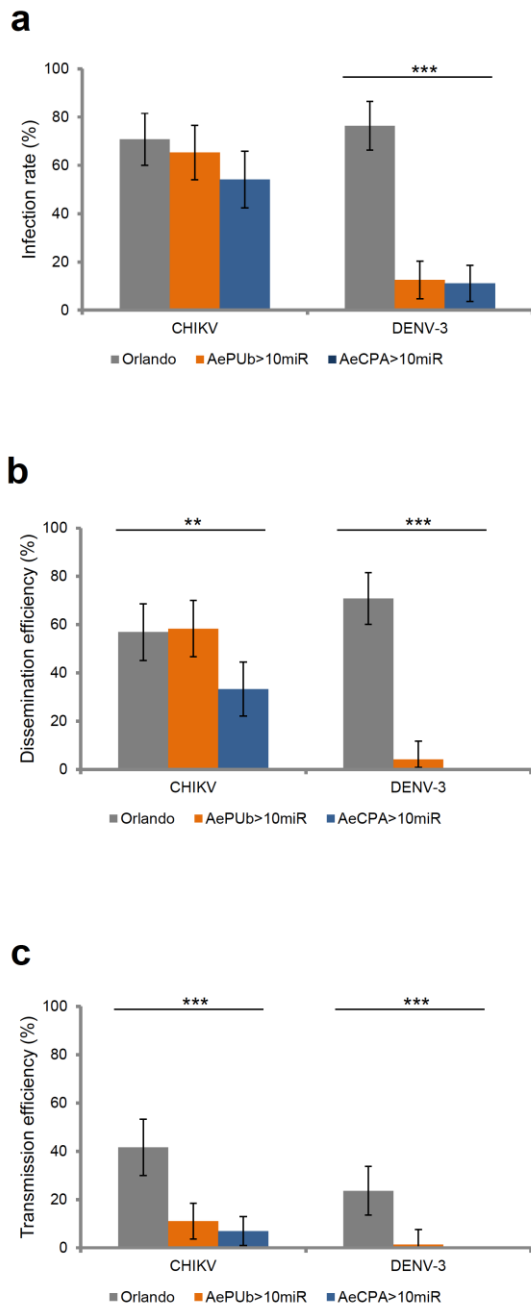 a
***
100
80
60
40
20
0
Infection rate (%)
CHIKV DENV-3
Orlando AePUb>10miR AeCPA>10miR
b
** ***
100
80
60
40
20
0
Dissemination efficiency (%)
CHIKV DENV-3
Orlando AePUb>10miR AeCPA>10miR
c
*** ***
100
80
60
40
20
0
Transmission efficiency (%)
CHIKV DENV-3
Orlando AePUb>10miR AeCPA>10miR